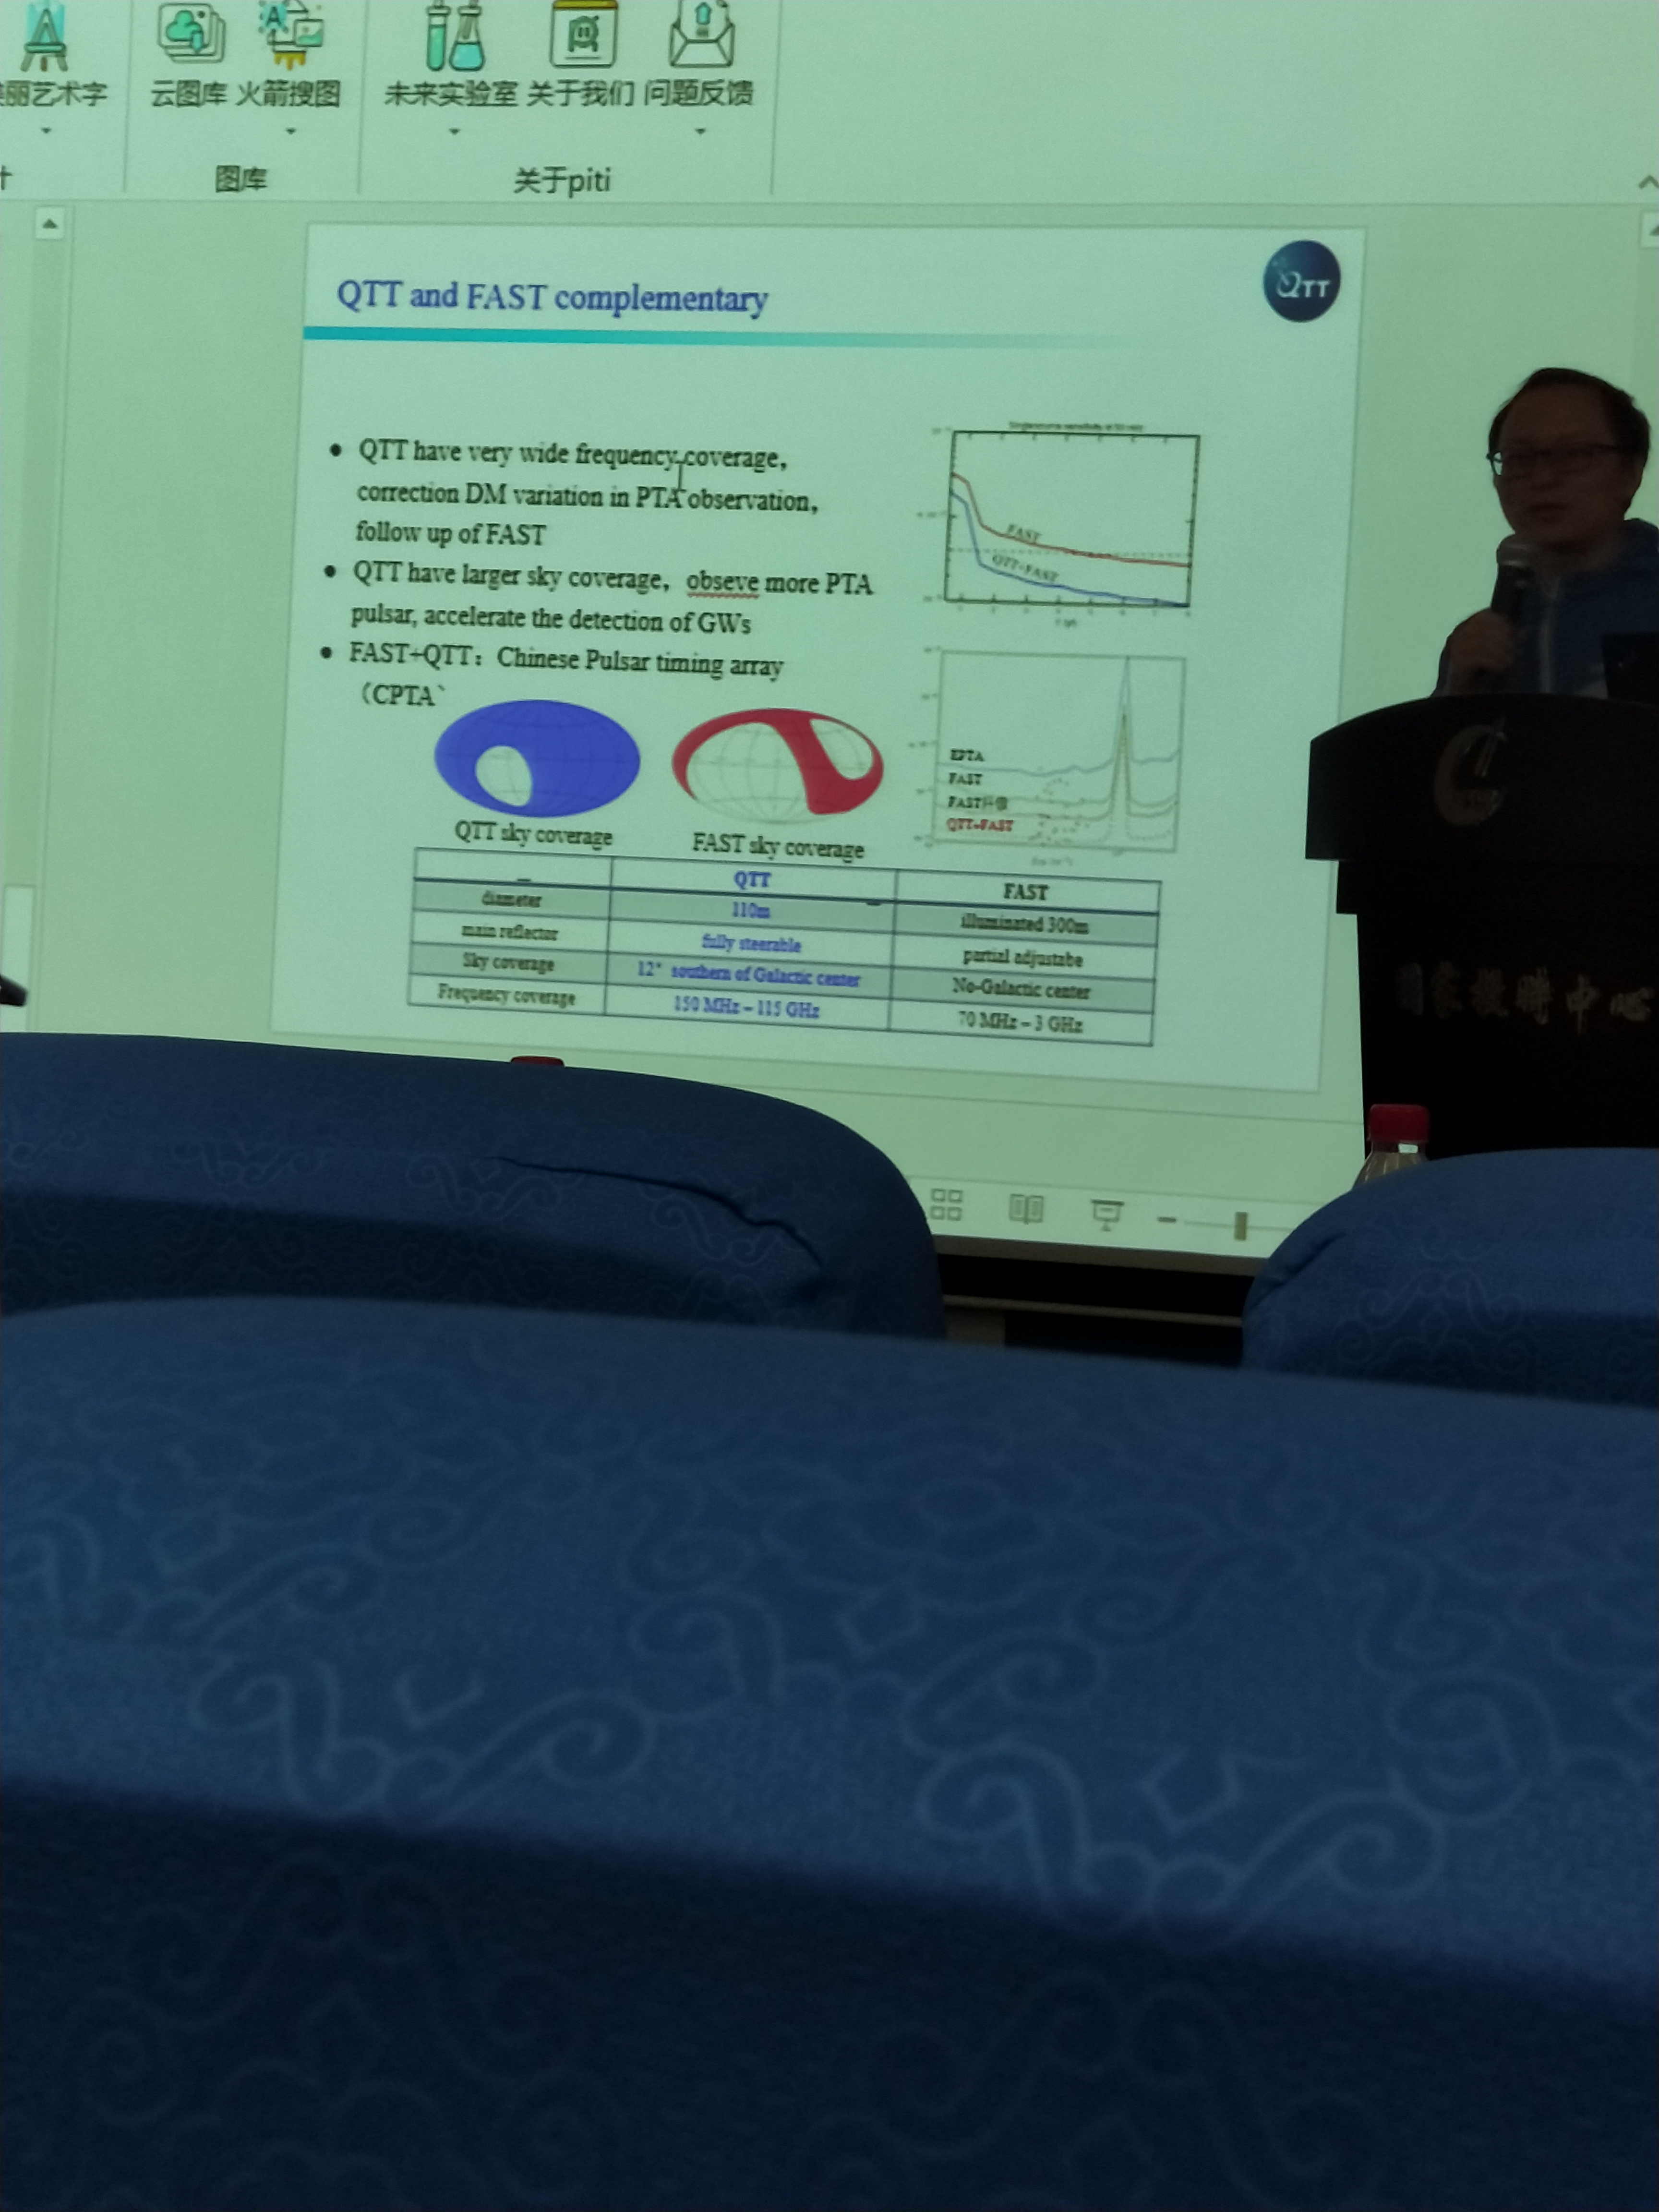 丽艺术字
云图库
火箭搜图
未来实验室
关于我们
问题反馈
图库
关于piti
QTT and FAST complementary
QTT
● QTT have very wide frequency coverage,
correction DM variation in PTA observation,
follow up of FAST
● QTT have larger sky coverage, obseve more PTA
pulsar, accelerate the detection of GWs
● FAST+QTT：Chinese Pulsar timing array
（CPTA
FAST
QTT+FAST
EPTA
FAST
QTT+FAST
QTT sky coverage
FAST sky coverage
QTT FAST
diameter 110m illuminated 300m
main reflector fully steerable partial adjustabe
Sky coverage 12° southern of Galactic center No-Galactic center
Frequency coverage 150 MHz – 115 GHz 70 MHz – 3 GHz
中心